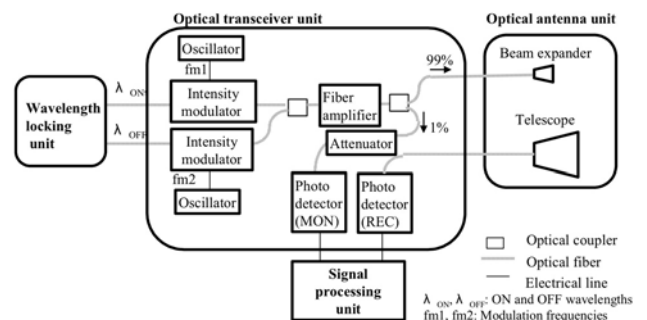 Optical transceiver unit
Optical antenna unit
Oscillator
fm1
λ ON,
Intensity
modulator
Wavelength
locking
unit
λ OFF
Intensity
modulator
fm2
Oscillator
Fiber
amplifier
99%
1%
Attenuator
Photo
detector
(MON)
Photo
detector
(REC)
Beam expander
Telescope
Signal
processing
unit
Optical coupler
Optical fiber
Electrical line
λ ON, λ OFF: ON and OFF wavelengths
fm1, fm2: Modulation frequencies